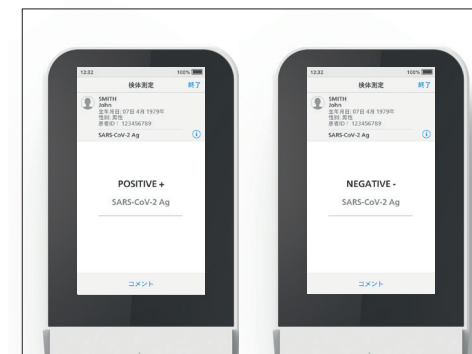 12:32 100%
検体測定 終了
SMITH
John
生年月日: 07日 4月 1979年
性別: 男性
患者ID: 123456789
SARS-CoV-2 Ag
POSITIVE +
SARS-CoV-2 Ag
コメント
12:32 100%
検体測定 終了
SMITH
John
生年月日: 07日 4月 1979年
性別: 男性
患者ID: 123456789
SARS-CoV-2 Ag
NEGATIVE -
SARS-CoV-2 Ag
コメント